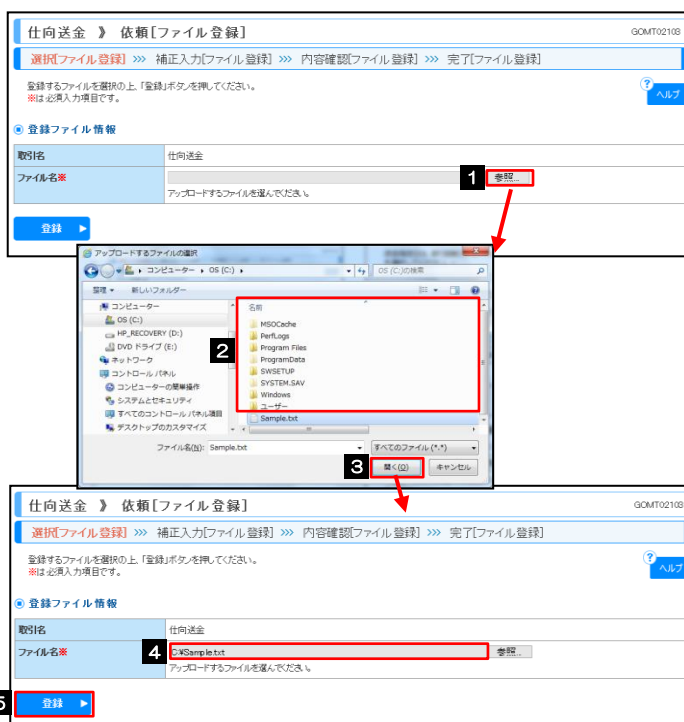 仕向送金 》 依頼[ファイル登録]
GOMT02103
選択[ファイル登録] >>> 補正入力[ファイル登録] >>> 内容確認[ファイル登録] >>> 完了[ファイル登録]
登録するファイルを選択の上、「登録」ボタンを押してください。
※は必須入力項目です。
? ヘルプ
登録ファイル情報
取引名 仕向送金
ファイル名※ 1 参照...
アップロードするファイルを選んでください。
登録
アップロードするファイルの選択
コンピューター OS (C:) OS (C:)の検索
整理 新しいフォルダー
コンピューター
OS (C:)
HP_RECOVERY (D:)
DVD ドライブ (E:)
ネットワーク
コントロール パネル
コンピューターの簡単操作
システムとセキュリティ
すべてのコントロール パネル項目
デスクトップのカスタマイズ
2
名前
MSOCache
PerfLogs
Program Files
ProgramData
SWSETUP
SYSTEM.SAV
Windows
ユーザー
Sample.txt
ファイル名(N): Sample.txt すべてのファイル (*.*)
3 開く(O) キャンセル
仕向送金 》 依頼[ファイル登録]
GOMT02103
選択[ファイル登録] >>> 補正入力[ファイル登録] >>> 内容確認[ファイル登録] >>> 完了[ファイル登録]
登録するファイルを選択の上、「登録」ボタンを押してください。
※は必須入力項目です。
? ヘルプ
登録ファイル情報
取引名 仕向送金
ファイル名※ 4 C:¥Sample.txt 参照...
アップロードするファイルを選んでください。
5 登録